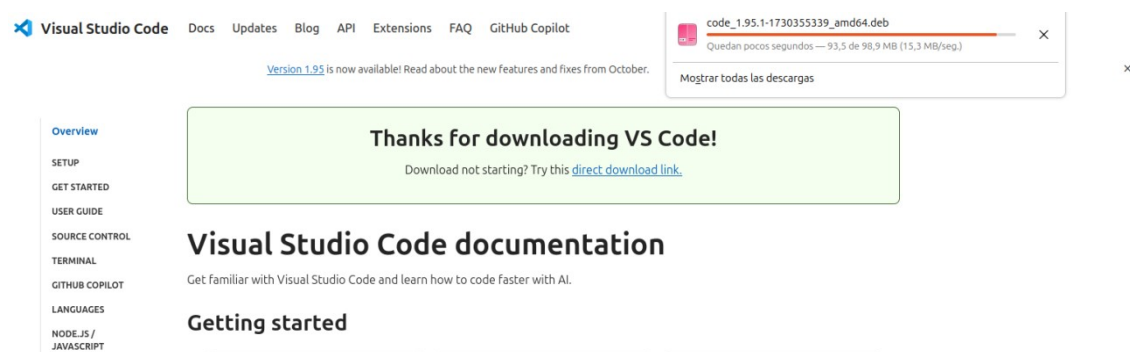 Visual Studio Code Docs Updates Blog API Extensions FAQ GitHub Copilot
code_1.95.1-1730355339_amd64.deb
Quedan pocos segundos — 93,5 de 98,9 MB (15,3 MB/seg.)
Mostrar todas las descargas
Version 1.95 is now available! Read about the new features and fixes from October.
Overview
SETUP
GET STARTED
USER GUIDE
SOURCE CONTROL
TERMINAL
GITHUB COPILOT
LANGUAGES
NODE.JS /
JAVASCRIPT
Thanks for downloading VS Code!
Download not starting? Try this direct download link.
Visual Studio Code documentation
Get familiar with Visual Studio Code and learn how to code faster with AI.
Getting started